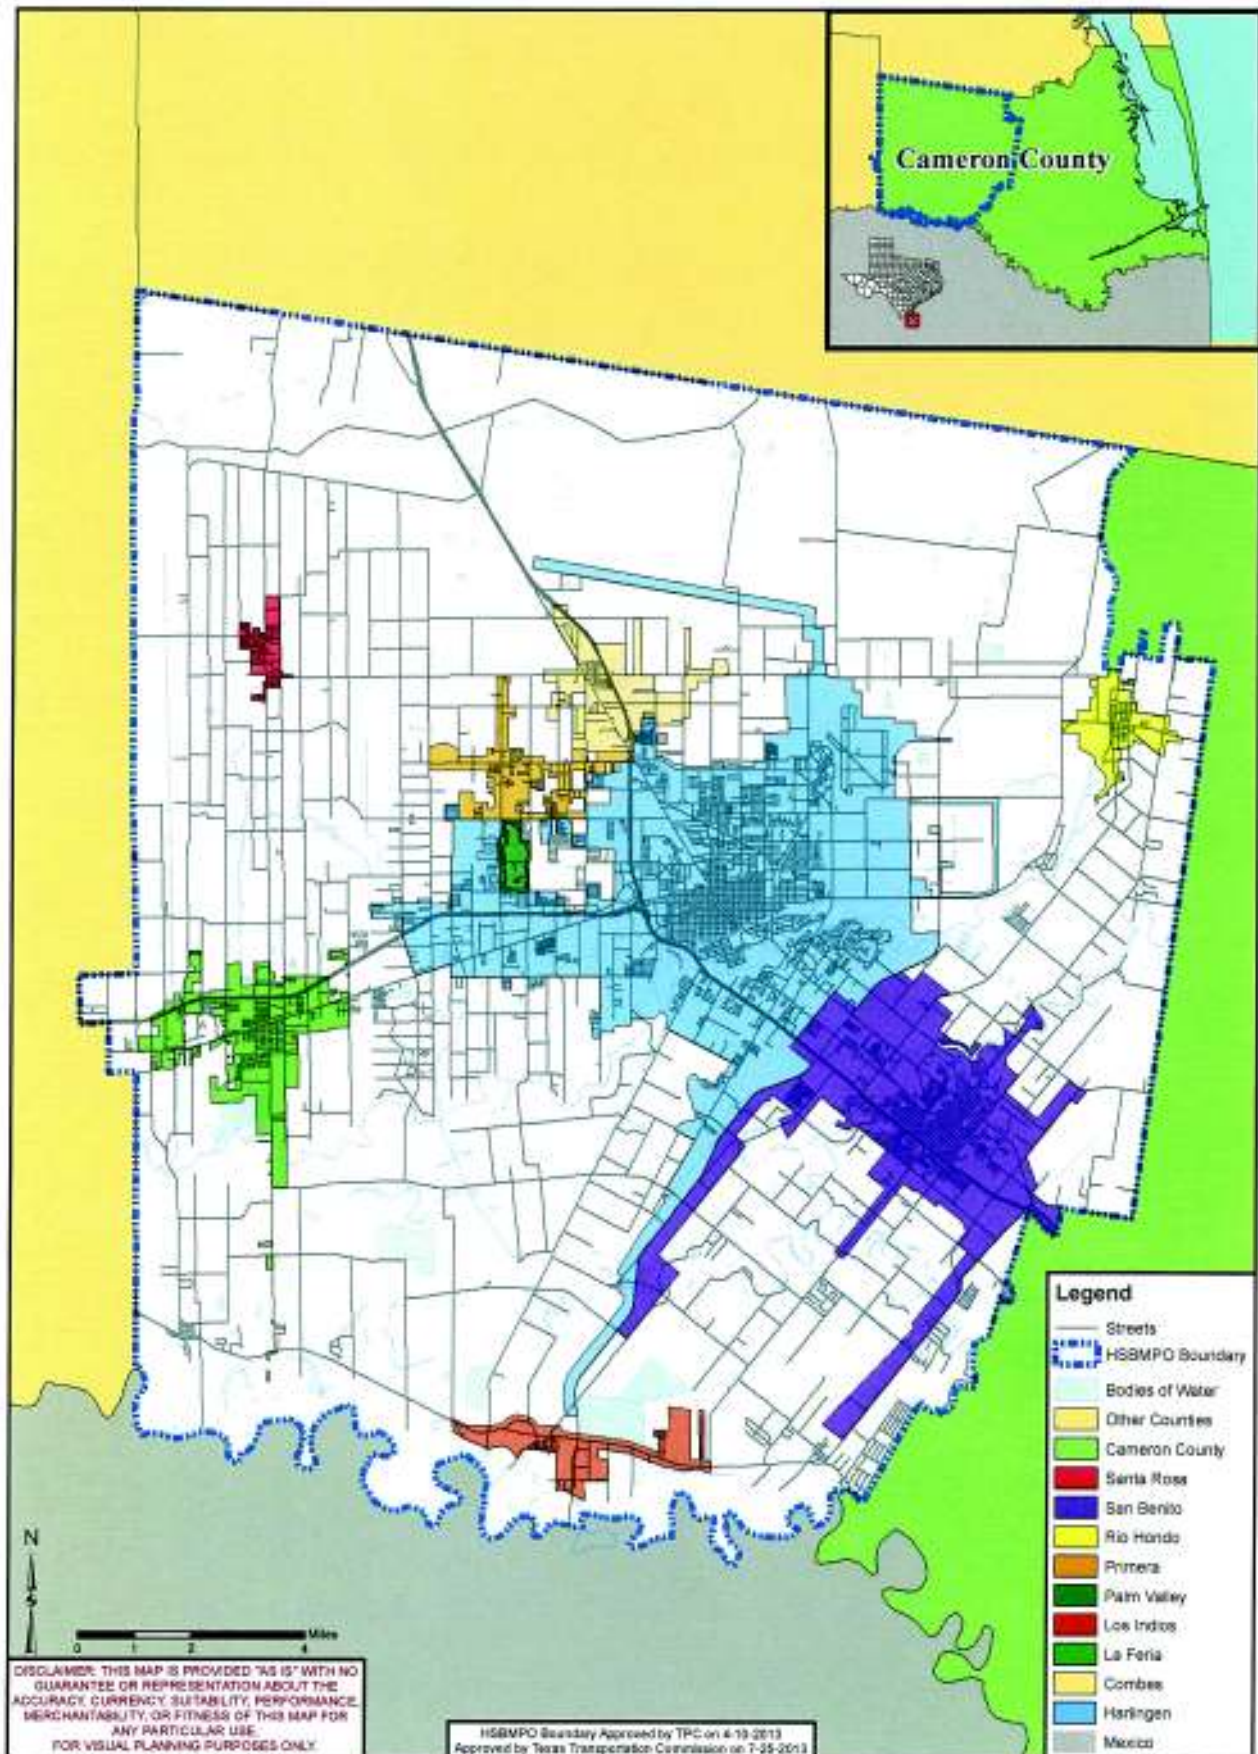 Cameron County
Legend
Streets
HSBMPO Boundary
Bodies of Water
Other Counties
Cameron County
Santa Rosa
San Benito
Rio Hondo
Primera
Palm Valley
Los Indios
La Feria
Combes
Harlingen
Mexico
N
S
Miles
0 1 2 4
DISCLAIMER: THIS MAP IS PROVIDED "AS IS" WITH NO
GUARANTEE OR REPRESENTATION ABOUT THE
ACCURACY, CURRENCY, SUITABILITY, PERFORMANCE,
MERCHANTABILITY, OR FITNESS OF THIS MAP FOR
ANY PARTICULAR USE.
FOR VISUAL PLANNING PURPOSES ONLY.
HSBMPO Boundary Approved by TPC on 4-10-2013
Approved by Texas Transportation Commission on 7-25-2013